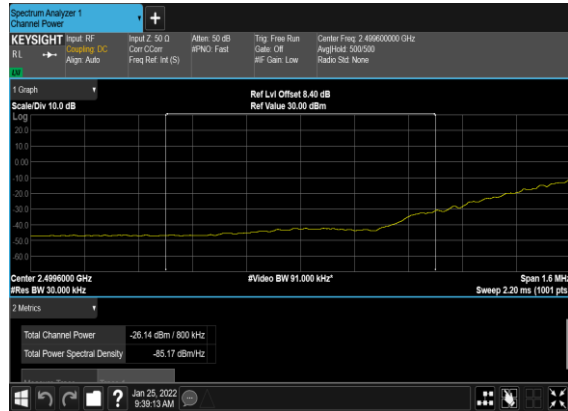 Spectrum Analyzer 1
Channel Power
+
KEYSIGHT
RL
Input: RF
Coupling: DC
Align: Auto
Input Z: 50 Ω
Corr CCorr
Freq Ref: Int (S)
Atten: 50 dB
#PNO: Fast
Trig: Free Run
Gate: Off
#IF Gain: Low
Center Freq: 2.499600000 GHz
Avg|Hold: 500/500
Radio Std: None
1 Graph
Scale/Div 10.0 dB
Ref Lvl Offset 8.40 dB
Ref Value 30.00 dBm
Log
20.0
10.0
0.00
-10.0
-20.0
-30.0
-40.0
-50.0
-60.0
Center 2.4996000 GHz
#Res BW 30.000 kHz
#Video BW 91.000 kHz*
Span 1.6 MHz
Sweep 2.20 ms (1001 pts
2 Metrics
Total Channel Power -26.14 dBm / 800 kHz
Total Power Spectral Density -85.17 dBm/Hz
?
Jan 25, 2022
9:39:13 AM